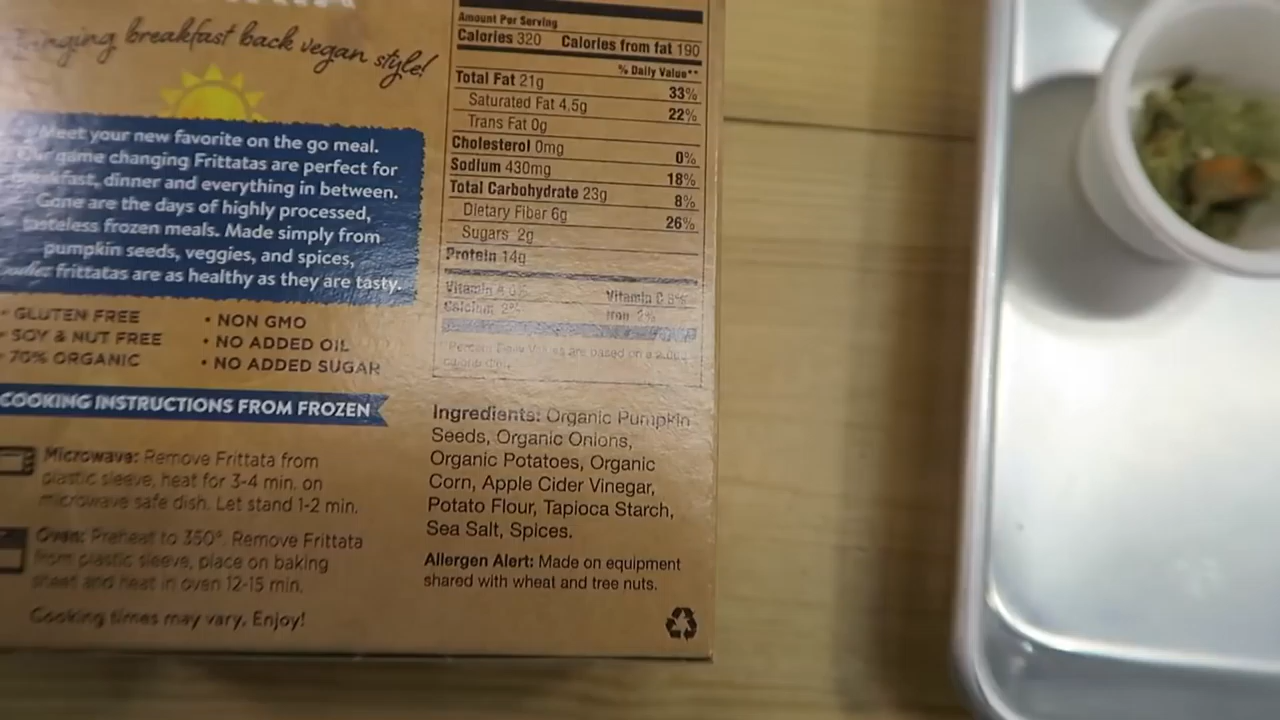 breakfast back vegan style!
Meet your new favorite on the go meal.
game changing Frittatas are perfect for
dinner and everything in between.
Gone are the days of highly processed,
tasteless frozen meals. Made simply from
pumpkin seeds, veggies, and spices,
frittatas are as healthy as they are tasty.
• GLUTEN FREE
• SOY & NUT FREE
• 70% ORGANIC
• NON GMO
• NO ADDED OIL
• NO ADDED SUGAR
COOKING INSTRUCTIONS FROM FROZEN
Microwave: Remove Frittata from
plastic sleeve, heat for 3-4 min. on
microwave safe dish. Let stand 1-2 min.
Oven: Preheat to 350°. Remove Frittata
from plastic sleeve, place on baking
sheet and heat in oven 12-15 min.
Cooking times may vary. Enjoy!
Amount Per Serving
Calories 320 Calories from fat 190
% Daily Value**
Total Fat 21g 33%
Saturated Fat 4.5g 22%
Trans Fat 0g
Cholesterol 0mg 0%
Sodium 430mg 18%
Total Carbohydrate 23g 8%
Dietary Fiber 6g 26%
Sugars 2g
Protein 14g
Vitamin A Vitamin C
Calcium 2% Iron
are based on a
Ingredients: Organic Pumpkin
Seeds, Organic Onions,
Organic Potatoes, Organic
Corn, Apple Cider Vinegar,
Potato Flour, Tapioca Starch,
Sea Salt, Spices.
Allergen Alert: Made on equipment
shared with wheat and tree nuts.